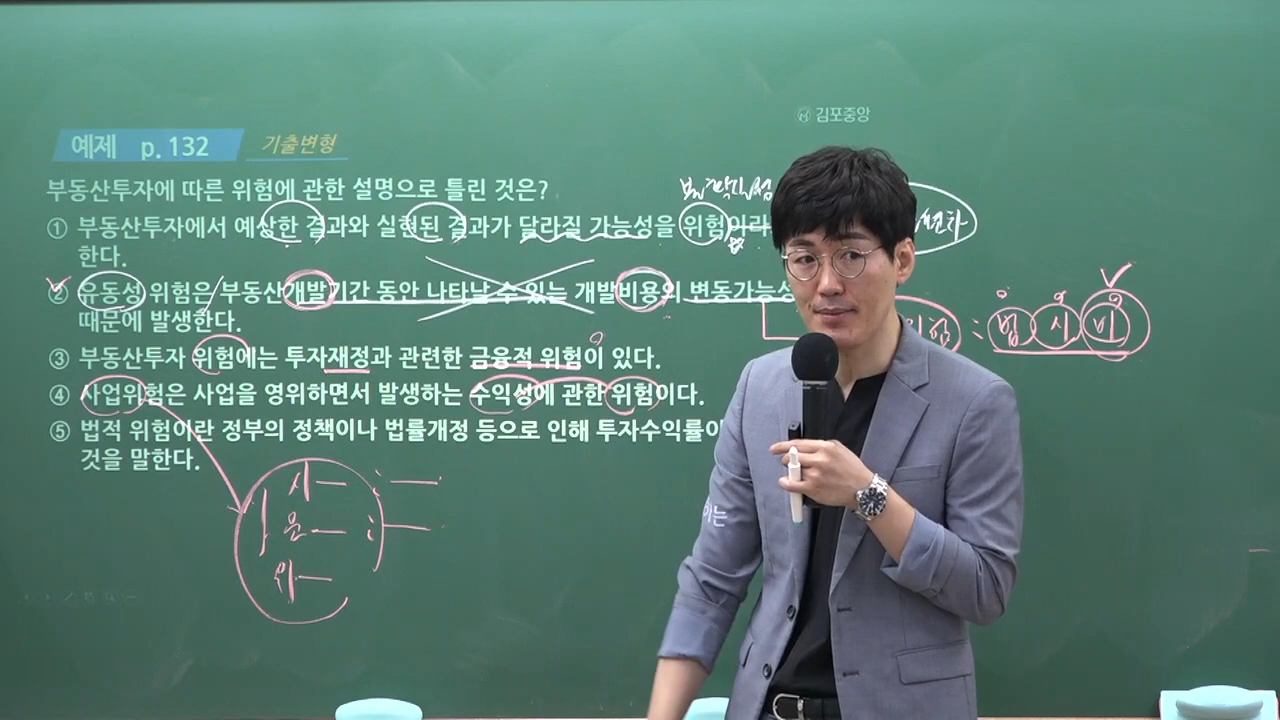 김포중앙
예제 p. 132 기출변형
부동산투자에 따른 위험에 관한 설명으로 틀린 것은?
① 부동산투자에서 예상한 결과와 실현된 결과가 달라질 가능성을 위험이라
편차
한다.
② 유동성 위험은 부동산개발기간 동안 나타날 수 있는 개발비용의 변동가능성
때문에 발생한다.
위험 : 법 시 비
③ 부동산투자 위험에는 투자재정과 관련한 금융적 위험이 있다.
④ 사업위험은 사업을 영위하면서 발생하는 수익성에 관한 위험이다.
⑤ 법적 위험이란 정부의 정책이나 법률개정 등으로 인해 투자수익률이
것을 말한다.
시
운
위
하는